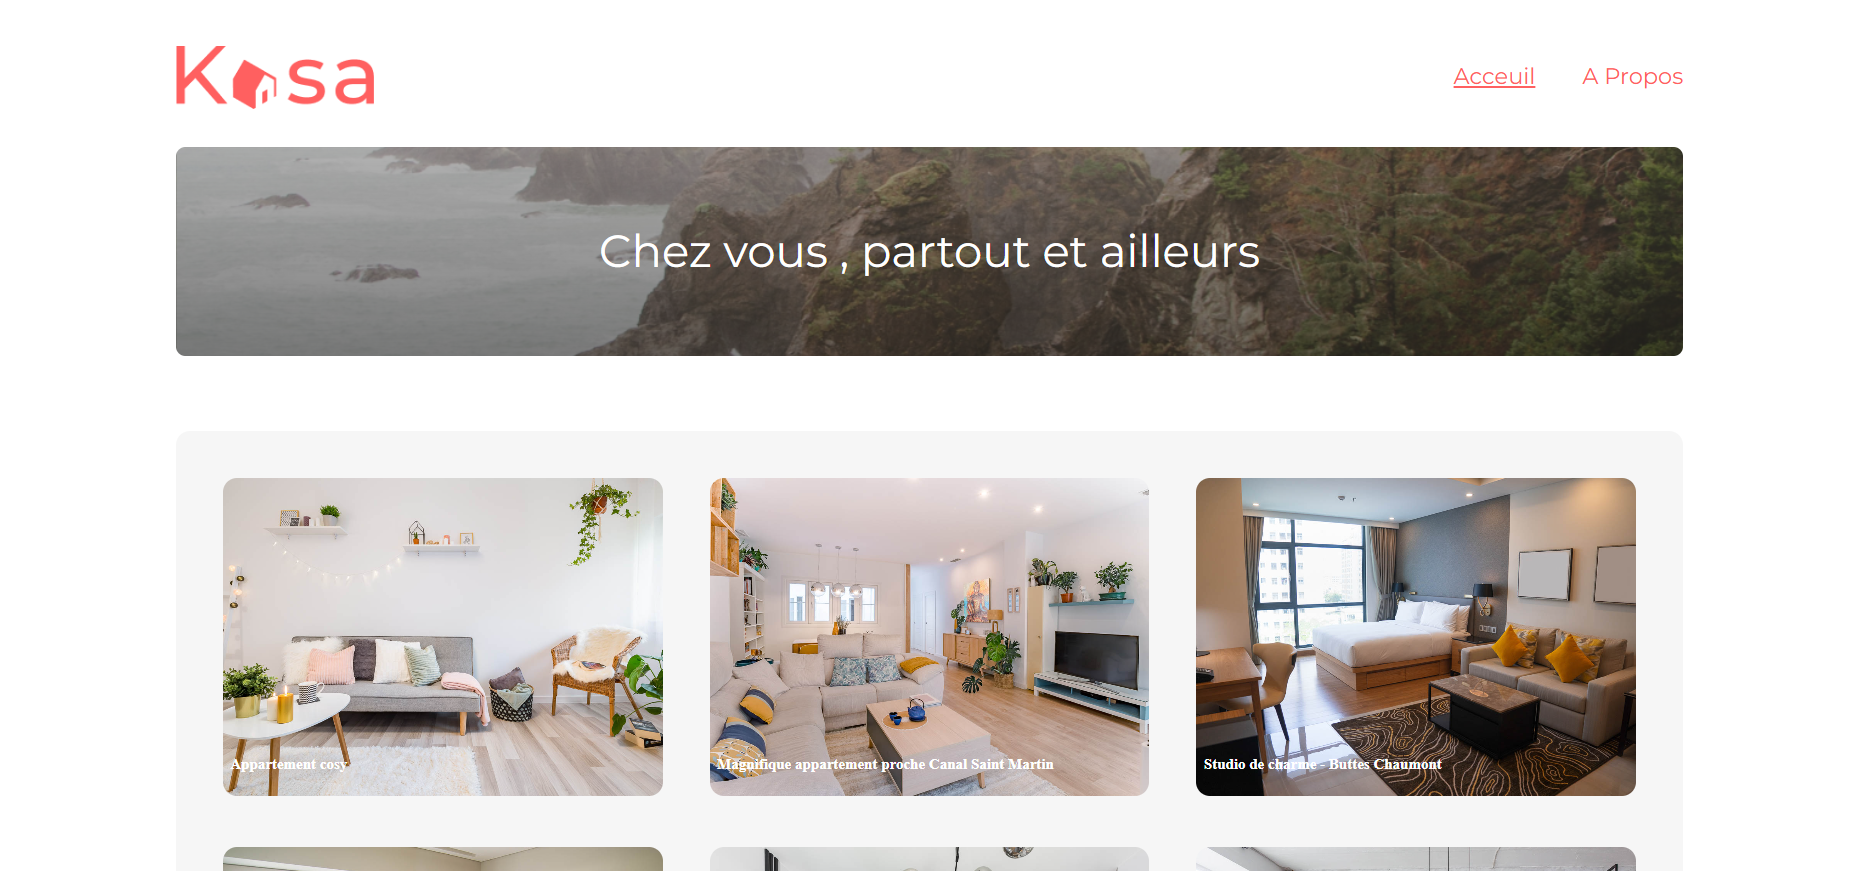 Kasa
Acceuil
A Propos
Chez vous , partout et ailleurs
Appartement cosy
Magnifique appartement proche Canal Saint Martin
Studio de charme - Buttes Chaumont